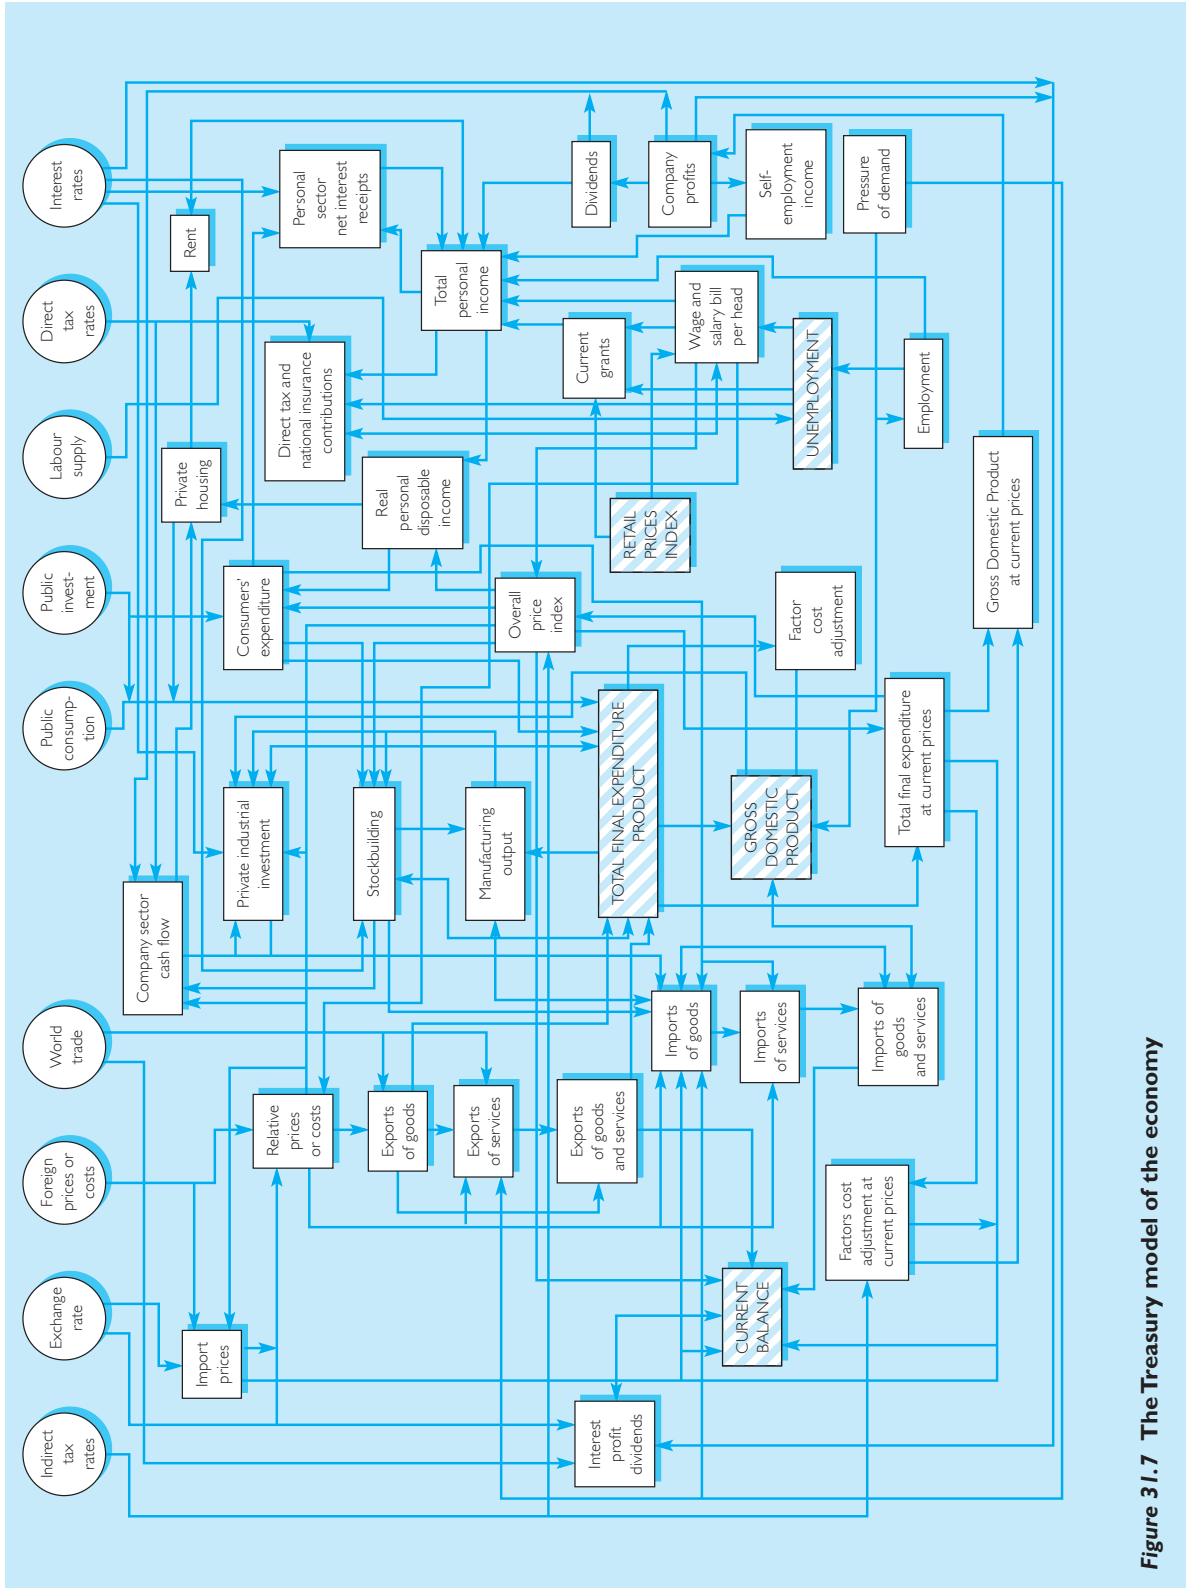 Indirect
tax
rates
Exchange
rate
Foreign
prices or
costs
World
trade
Public
consump-
tion
Public
invest-
ment
Labour
supply
Direct
tax
rates
Interest
rates
Import
prices
Company sector
cash flow
Private
housing
Rent
Relative
prices
or costs
Private industrial
investment
Consumers'
expenditure
Direct tax and
national insurance
contributions
Personal
sector
net interest
receipts
Exports
of goods
Stockbuilding
Real
personal
disposable
income
Total
personal
income
Exports
of services
Manufacturing
output
Overall
price
index
Interest
profit
dividends
Exports
of goods
and services
TOTAL FINAL EXPENDITURE
PRODUCT
RETAIL
PRICES
INDEX
Current
grants
Dividends
Imports
of goods
Wage and
salary bill
per head
Company
profits
CURRENT
BALANCE
Imports
of services
GROSS
DOMESTIC
PRODUCT
Factor
cost
adjustment
UNEMPLOYMENT
Self-
employment
income
Factors cost
adjustment at
current prices
Imports of
goods
and services
Total final expenditure
at current prices
Employment
Pressure
of demand
Gross Domestic Product
at current prices
Figure 31.7 The Treasury model of the economy